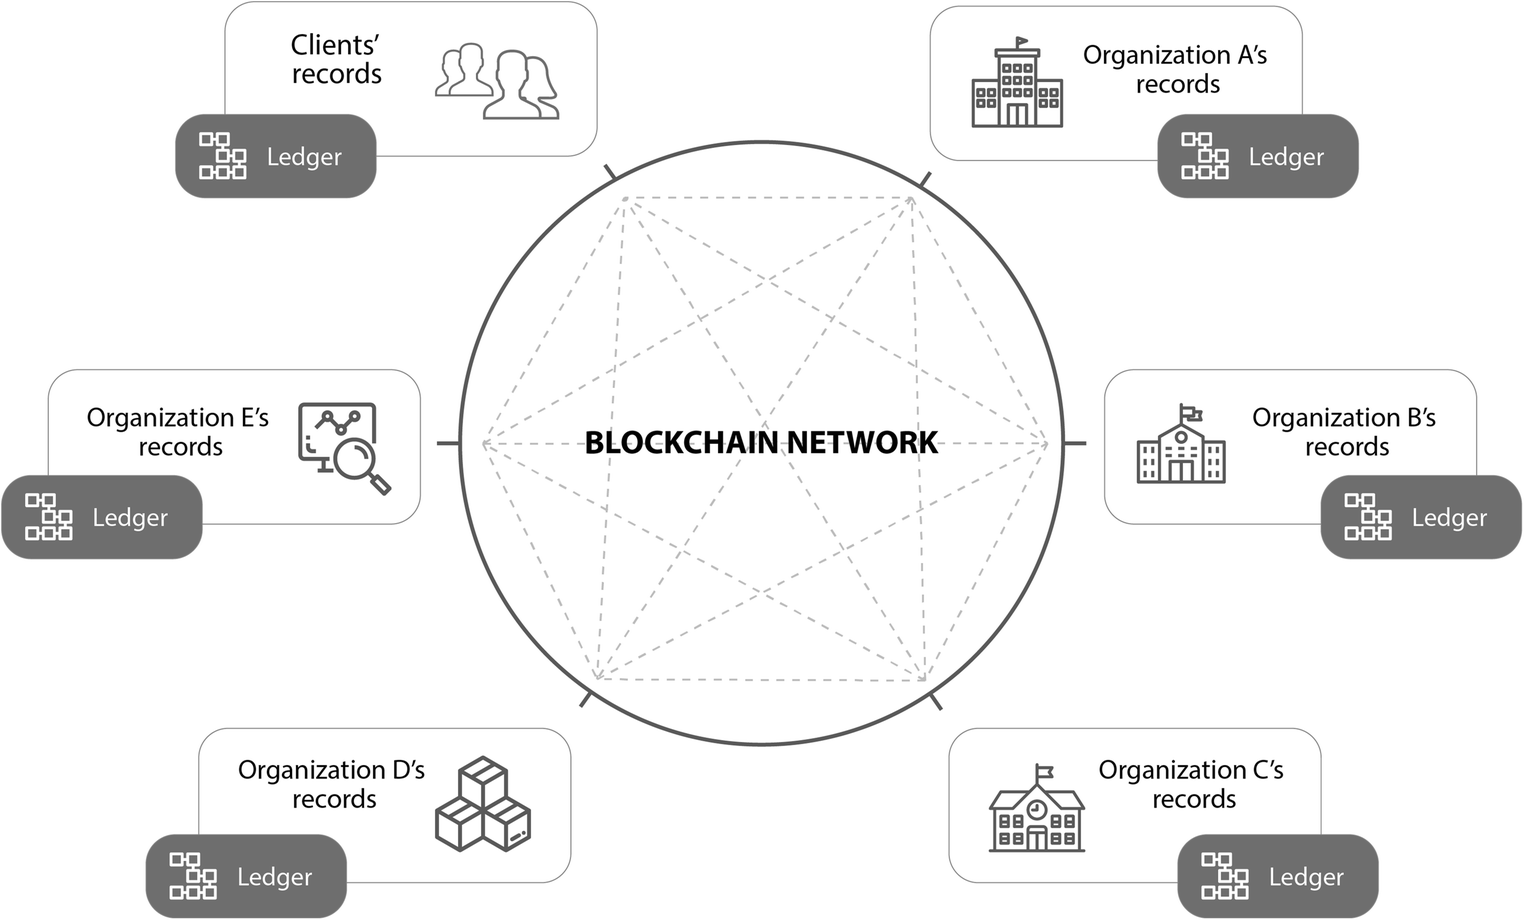 Clients’
records
Ledger
Organization A’s
records
Ledger
Organization E’s
records
Ledger
BLOCKCHAIN NETWORK
Organization B’s
records
Ledger
Organization D’s
records
Ledger
Organization C’s
records
Ledger